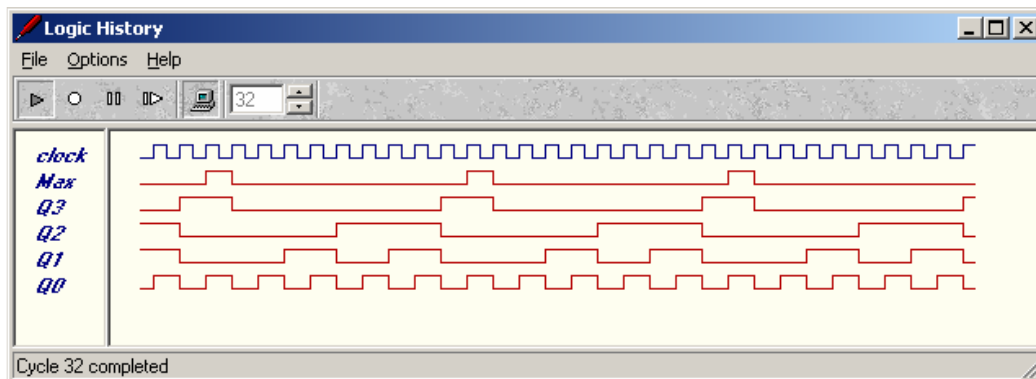 Logic History
File Options Help
32
clock
Max
Q3
Q2
Q1
Q0
Cycle 32 completed